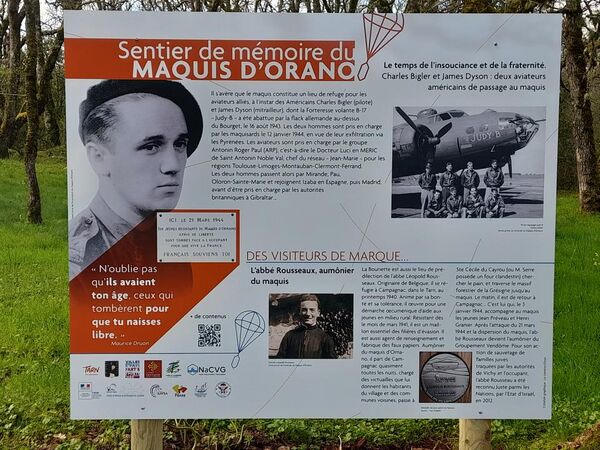 Sentier de mémoire du
MAQUIS D'ORANO
Le temps de l'insouciance et de la fraternité.
Charles Bigler et James Dyson : deux aviateurs
américains de passage au maquis
Il s'avère que le maquis constitue un lieu de refuge pour les
aviateurs alliés, à l'instar des Américains Charles Bigler (pilote)
et James Dyson (mitrailleur), dont la Forteresse volante B-17
« Judy-B » a été abattue par la flack allemande au-dessus
du Bourget, le 16 août 1943. Les deux hommes sont pris en charge
par les maquisards le 12 janvier 1944, en vue de leur exfiltration via
les Pyrénées. Les aviateurs sont pris en charge par le groupe
Antonin Roger Paul (ARP), c'est-à-dire le Docteur Luci en MERIC
de Saint Antonin Noble Val, chef du réseau « Jean-Marie » pour les
régions Toulouse-Limoges-Montauban-Clermont-Ferrand.
Les deux hommes passent alors par Mirande, Pau,
Oloron-Sainte-Marie et rejoignent Izaba en Espagne, puis Madrid,
avant d'être pris en charge par les autorités
britanniques à Gibraltar...
JUDY B
ICI LE 21 MARS 1944
SIX JEUNES RESISTANTS DU MAQUIS D'ORANO
EPRIS DE LIBERTE
SONT TOMBES FACE A L'OCCUPANT
POUR QUE VIVE LA FRANCE
FRANÇAIS SOUVIENS TOI
« N'oublie pas
qu'ils avaient
ton âge, ceux qui
tombèrent pour
que tu naisses
libre. »
Maurice Druon
+ de contenus
DES VISITEURS DE MARQUE...
L'abbé Rousseaux, aumônier
du maquis
La Bounette est aussi le lieu de pré-
dilection de l'abbé Léopold Rous-
seaux. Originaire de Belgique, il se
réfugie à Campagnac, dans le Tarn, au
printemps 1940. Animé par sa bon-
té et sa tolérance, il œuvre pour une
démarche œcuménique d'aide aux
jeunes en milieu rural. Résistant dès
le mois de mars 1941, il est un mail-
lon essentiel des filières d'évasion. Il
est aussi agent de renseignement et
fabrique des faux papiers. Aumônier
du maquis d'Ora-
no, il part de Cam-
pagnac quasiment
toutes les nuits, chargé
des victuailles que lui
donnent les habitants
du village et des com-
munes voisines, passe à
Ste Cécile du Cayrou (ou M. Serre
possède un four clandestin) cher-
cher le pain, et traverse le massif
forestier de la Grésigne jusqu'au
maquis. Le matin, il est de retour à
Campagnac. C'est lui qui, le 3
janvier 1944, accompagne au maquis
les jeunes Jean Préveau et Henri
Granier. Après l'attaque du 21 mars
1944 et la dispersion du maquis, l'ab-
bé Rousseaux devient l'aumônier du
Groupement Vendôme. Pour son ac-
tion de sauvetage de
familles juives
traquées par les autorités
de Vichy et l'occupant,
l'abbé Rousseau a été
reconnu Juste parmi les
Nations, par l'Etat d'Israël,
en 2012.
TARN
NaCVG